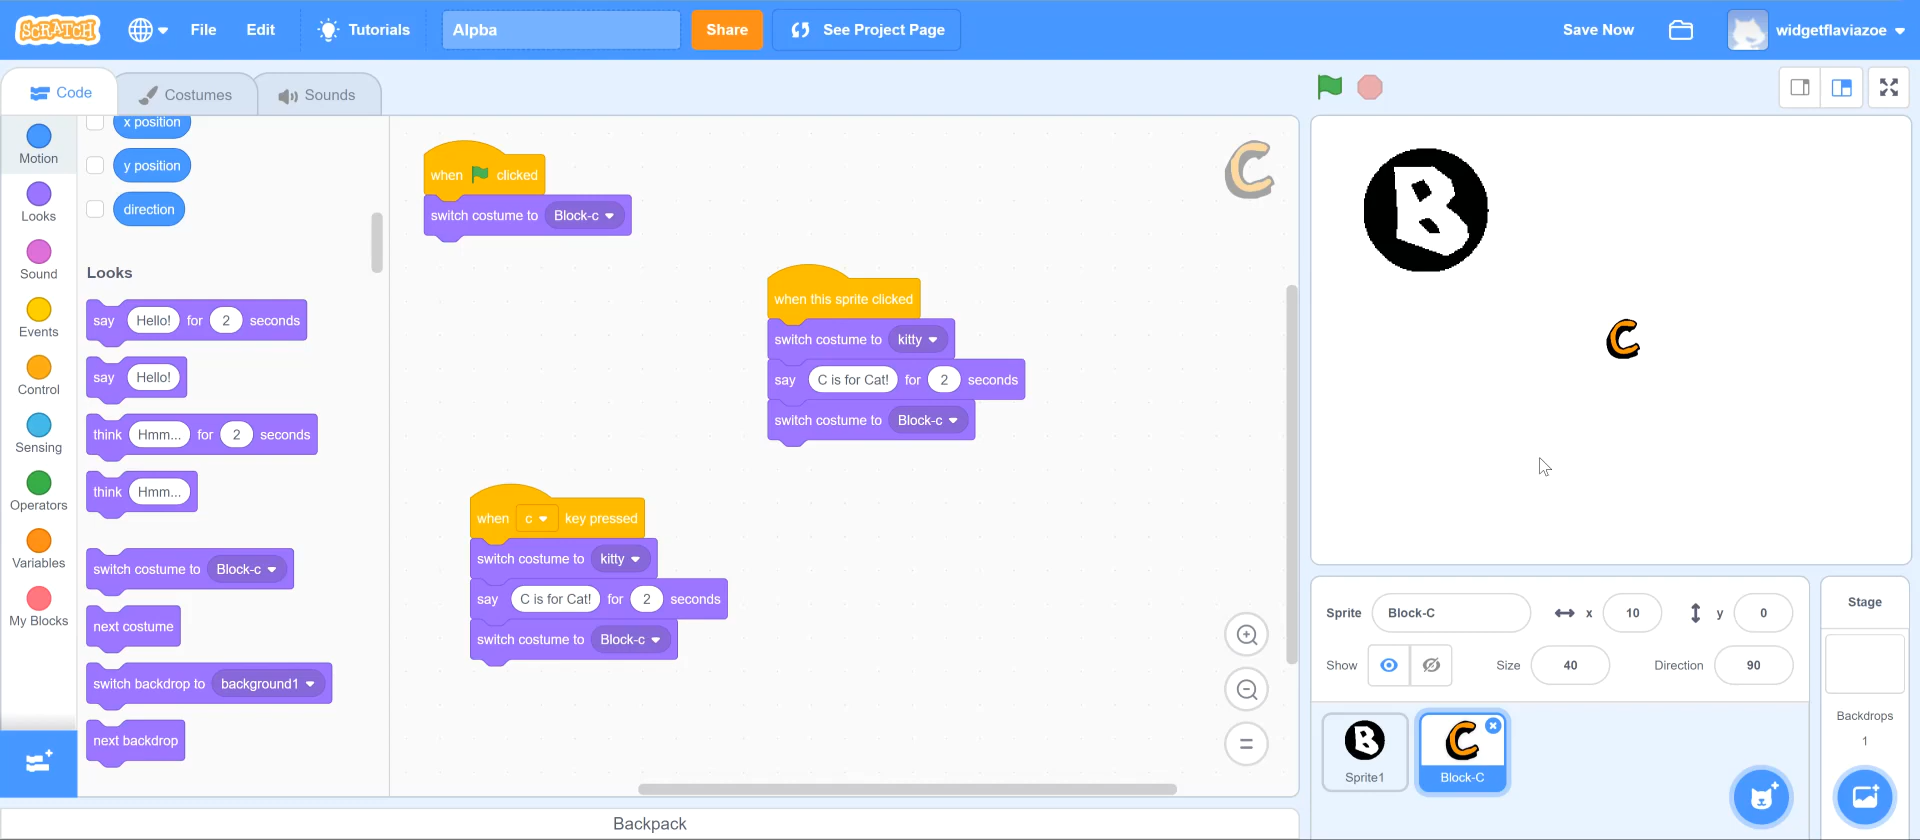 SCRATCH File Edit Tutorials Alpba Share See Project Page Save Now widgetflaviazoe
Code Costumes Sounds
Motion
Looks
Sound
Events
Control
Sensing
Operators
Variables
My Blocks
x position
y position
direction
Looks
say Hello! for 2 seconds
say Hello!
think Hmm... for 2 seconds
think Hmm...
switch costume to Block-c
next costume
switch backdrop to background1
next backdrop
when clicked
switch costume to Block-c
when this sprite clicked
switch costume to kitty
say C is for Cat! for 2 seconds
switch costume to Block-c
when c key pressed
switch costume to kitty
say C is for Cat! for 2 seconds
switch costume to Block-c
C
Backpack
B
C
Sprite Block-C x 10 y 0
Show Size 40 Direction 90
B
Sprite1
C
Block-C
Stage
Backdrops
1